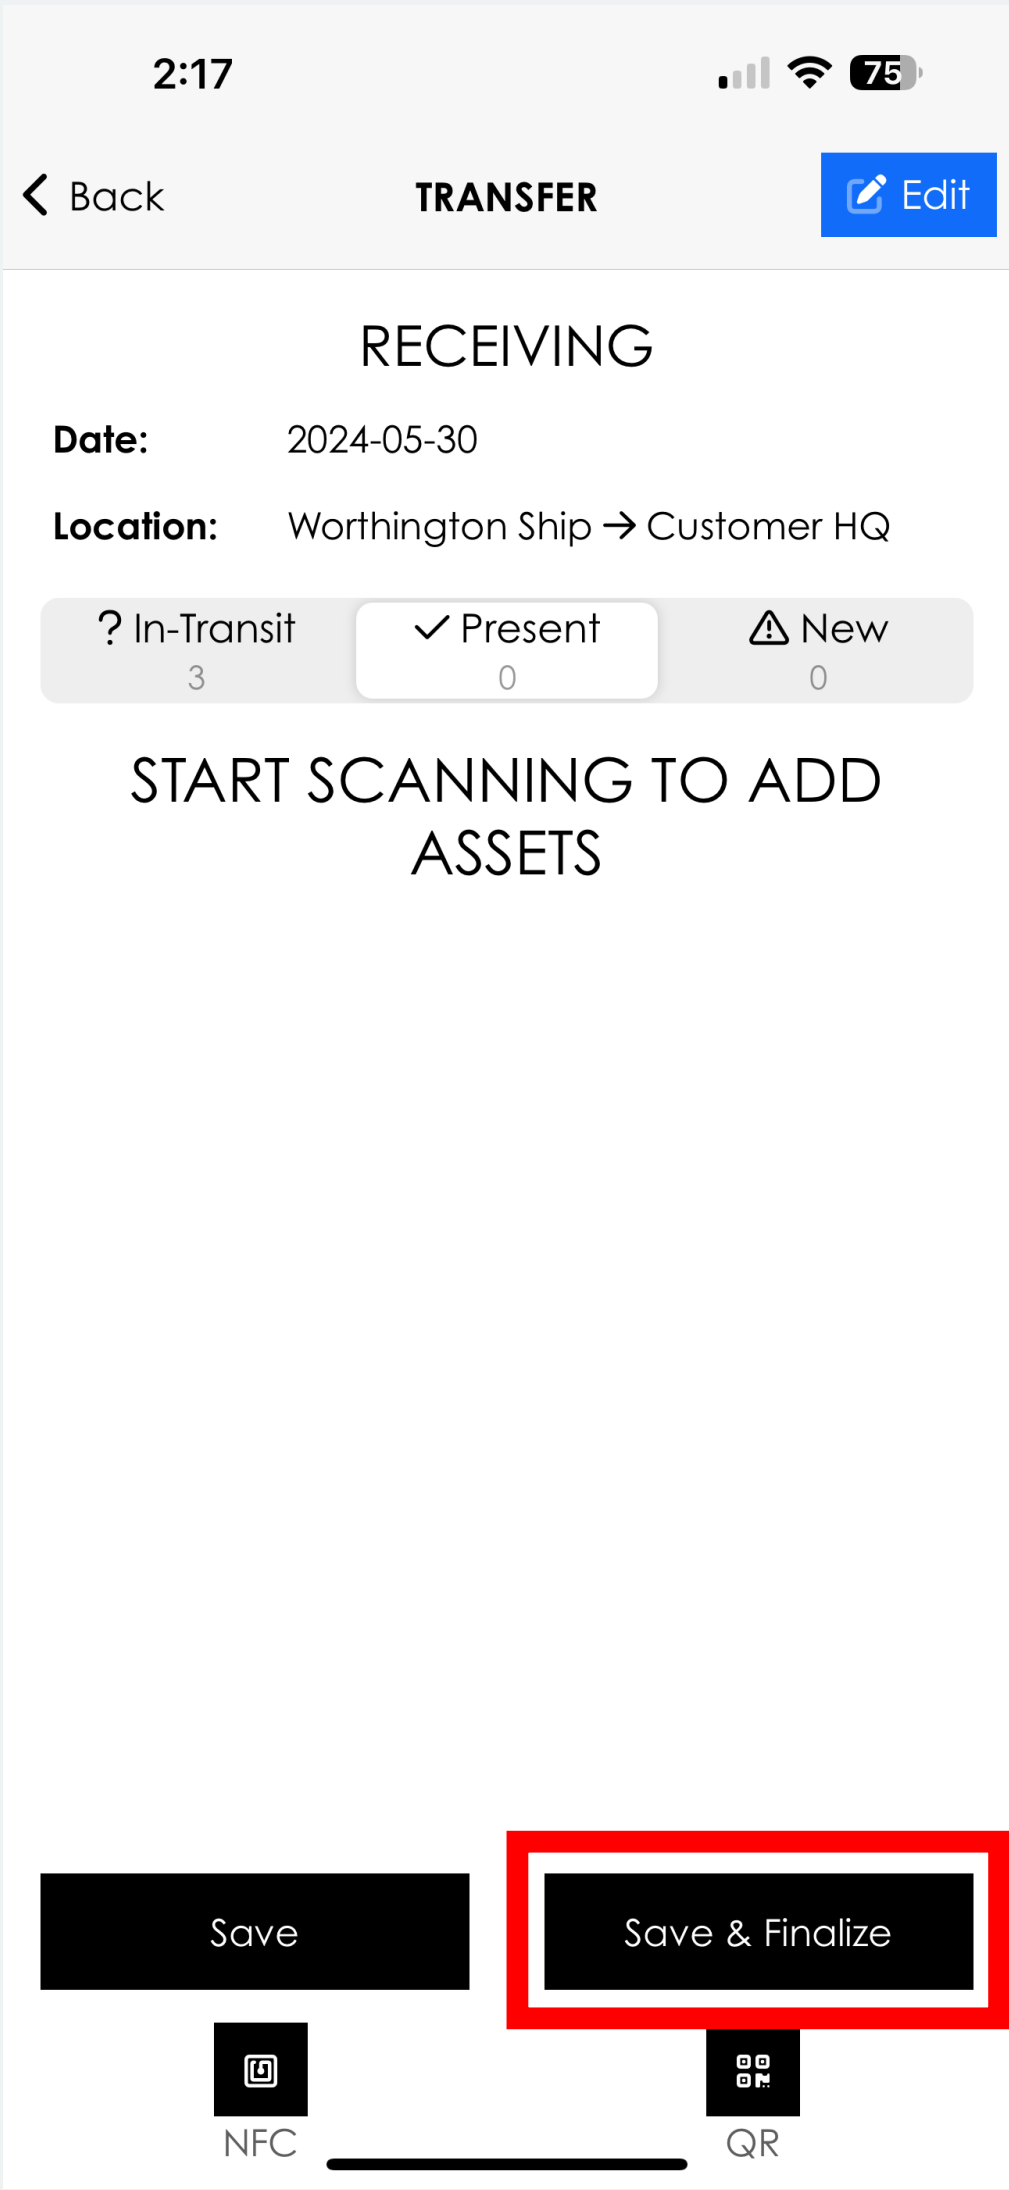 2:17
75
Back
TRANSFER
Edit
RECEIVING
Date: 2024-05-30
Location: Worthington Ship → Customer HQ
? In-Transit
3
✓ Present
0
⚠ New
0
START SCANNING TO ADD
ASSETS
Save
Save & Finalize
NFC
QR